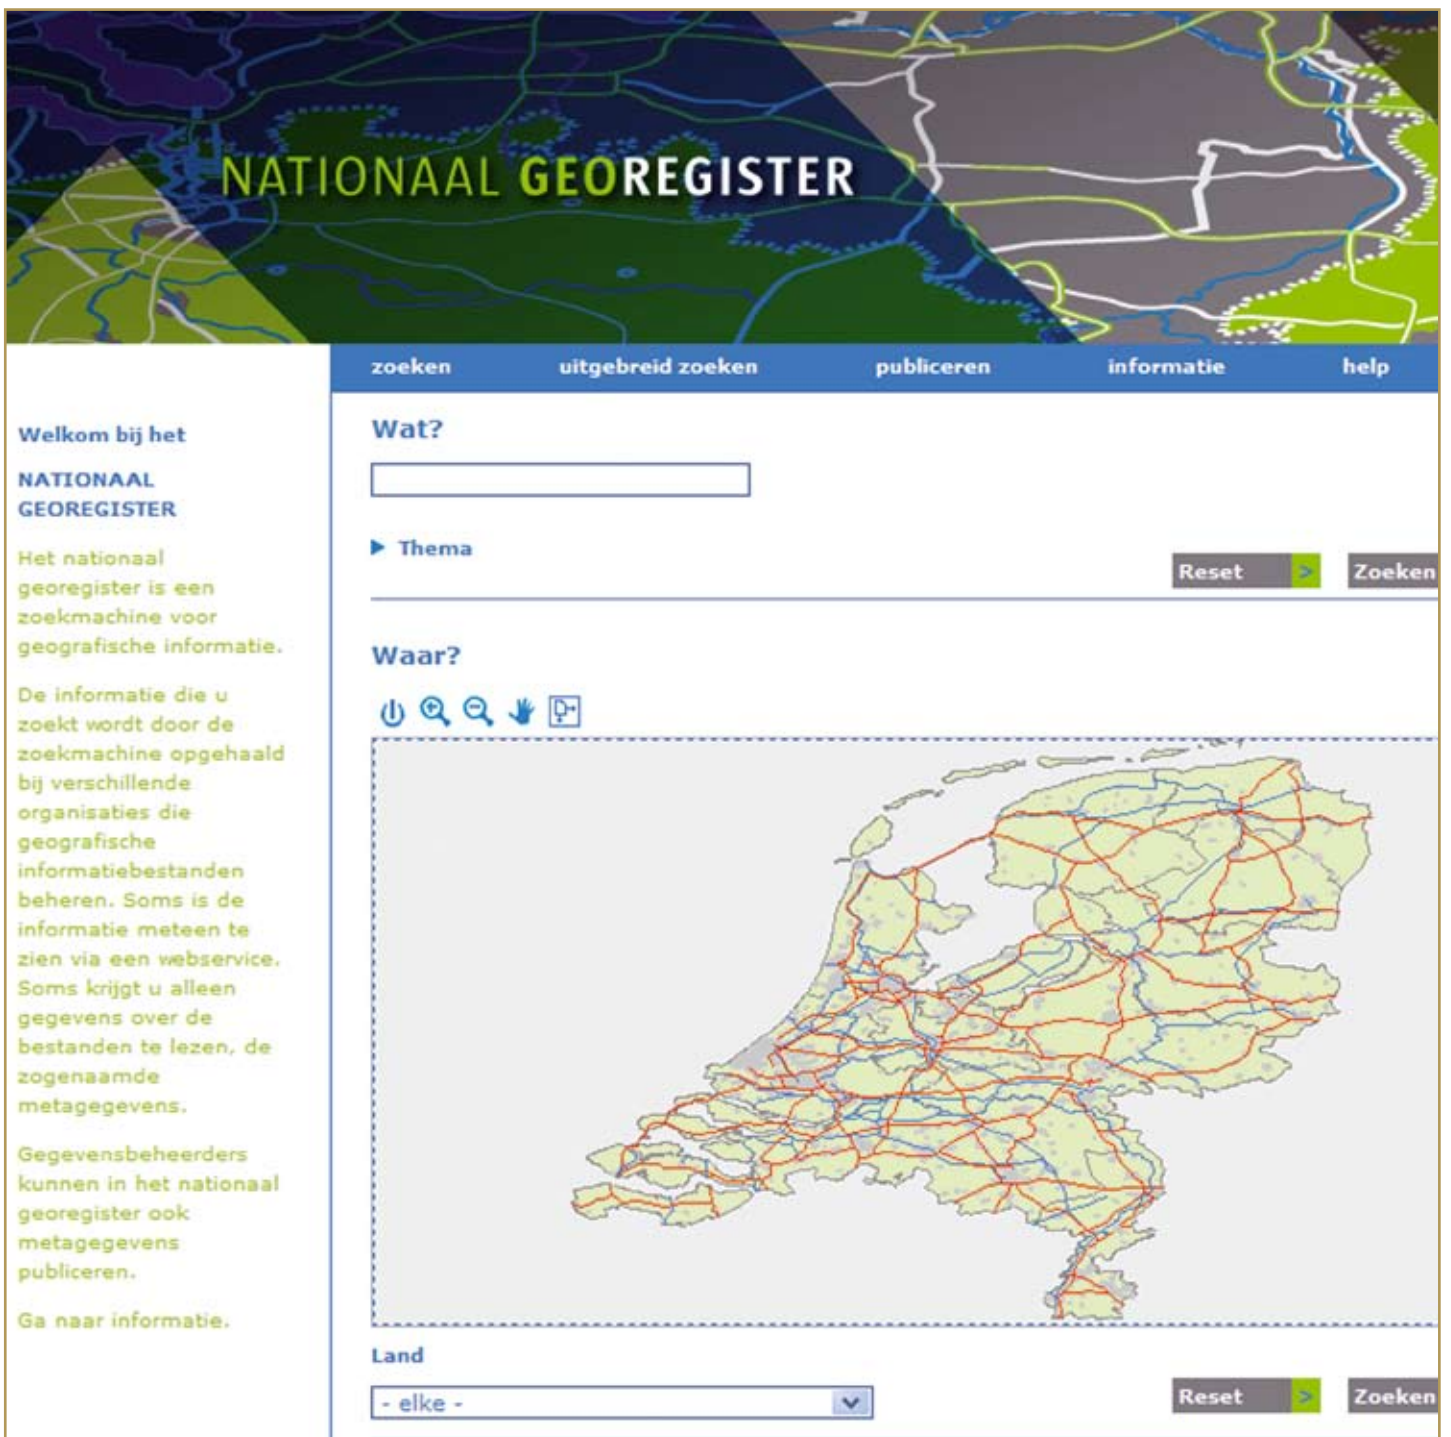 NATIONAAL GEOREGISTER
zoeken uitgebreid zoeken publiceren informatie help
Welkom bij het
NATIONAAL
GEOREGISTER
Het nationaal
georegister is een
zoekmachine voor
geografische informatie.
De informatie die u
zoekt wordt door de
zoekmachine opgehaald
bij verschillende
organisaties die
geografische
informatiebestanden
beheren. Soms is de
informatie meteen te
zien via een webservice.
Soms krijgt u alleen
gegevens over de
bestanden te lezen, de
zogenaamde
metagegevens.
Gegevensbeheerders
kunnen in het nationaal
georegister ook
metagegevens
publiceren.
Ga naar informatie.
Wat?
Thema
Reset > Zoeken
Waar?
Land
- elke -
Reset > Zoeken